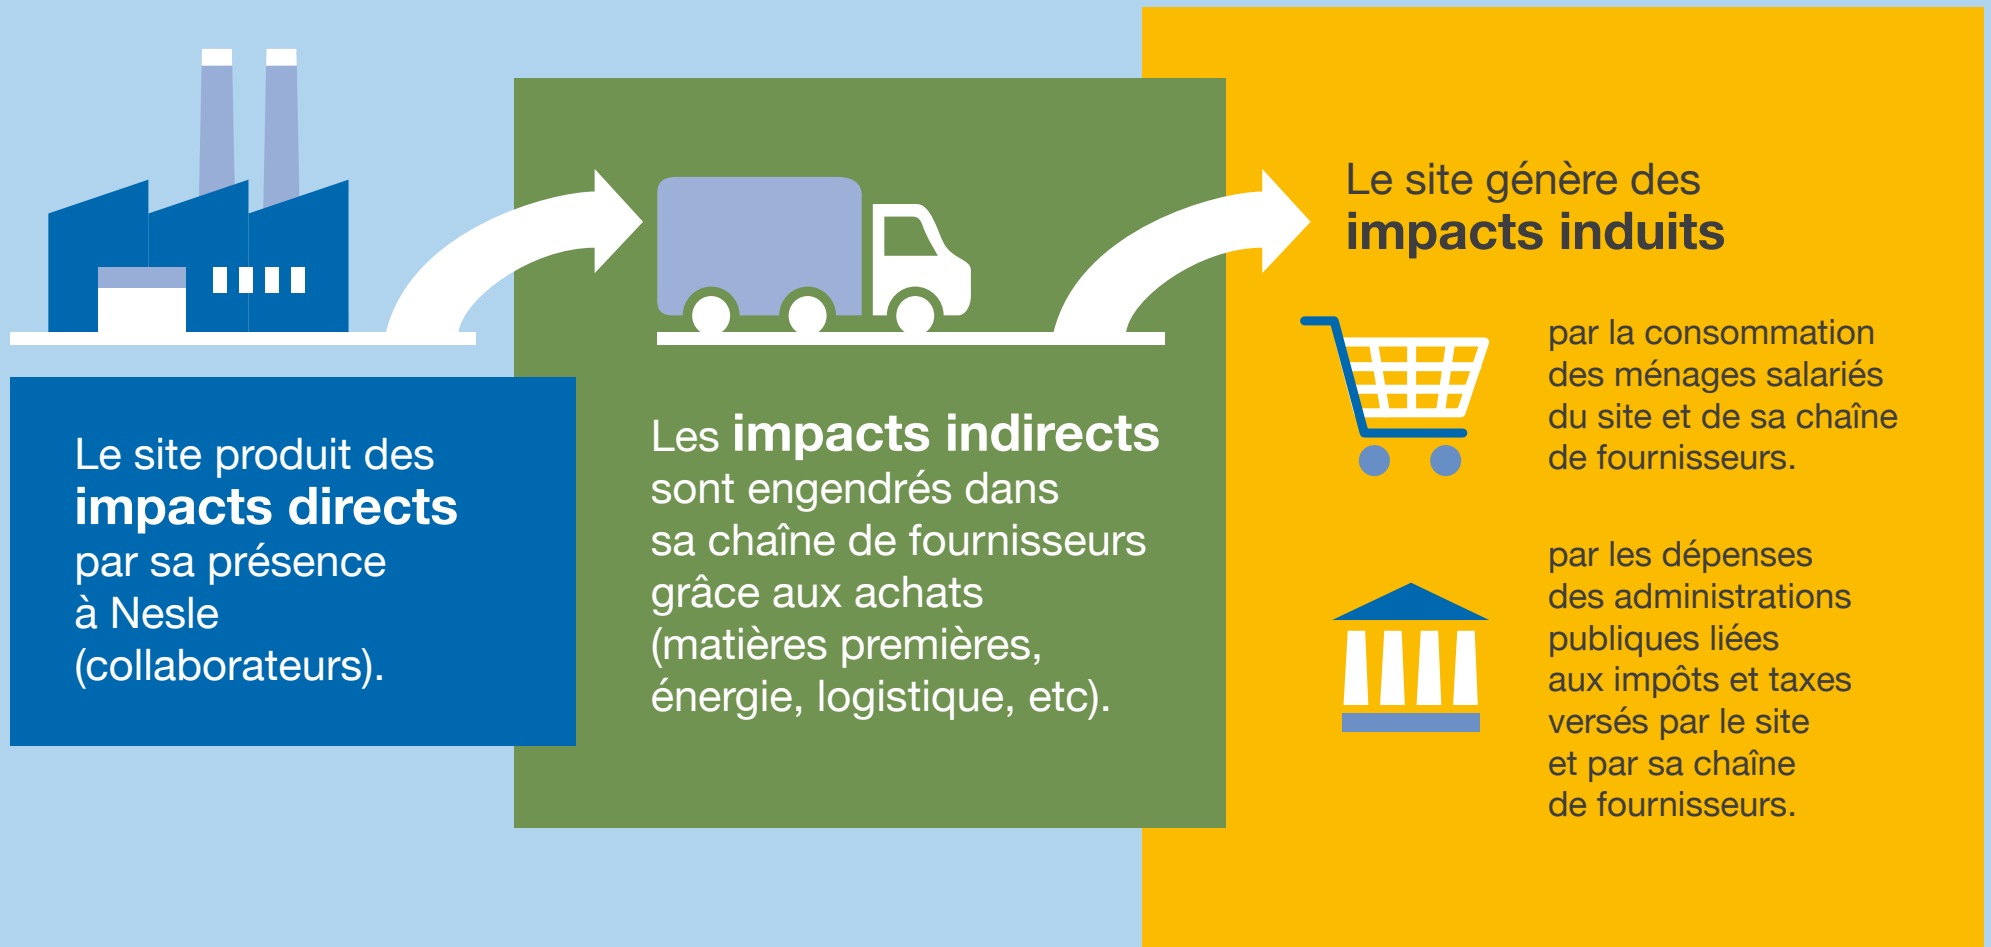 Le site produit des
impacts directs
par sa présence
à Nesle
(collaborateurs).
Les impacts indirects
sont engendrés dans
sa chaîne de fournisseurs
grâce aux achats
(matières premières,
énergie, logistique, etc).
Le site génère des
impacts induits
par la consommation
des ménages salariés
du site et de sa chaîne
de fournisseurs.
par les dépenses
des administrations
publiques liées
aux impôts et taxes
versés par le site
et par sa chaîne
de fournisseurs.